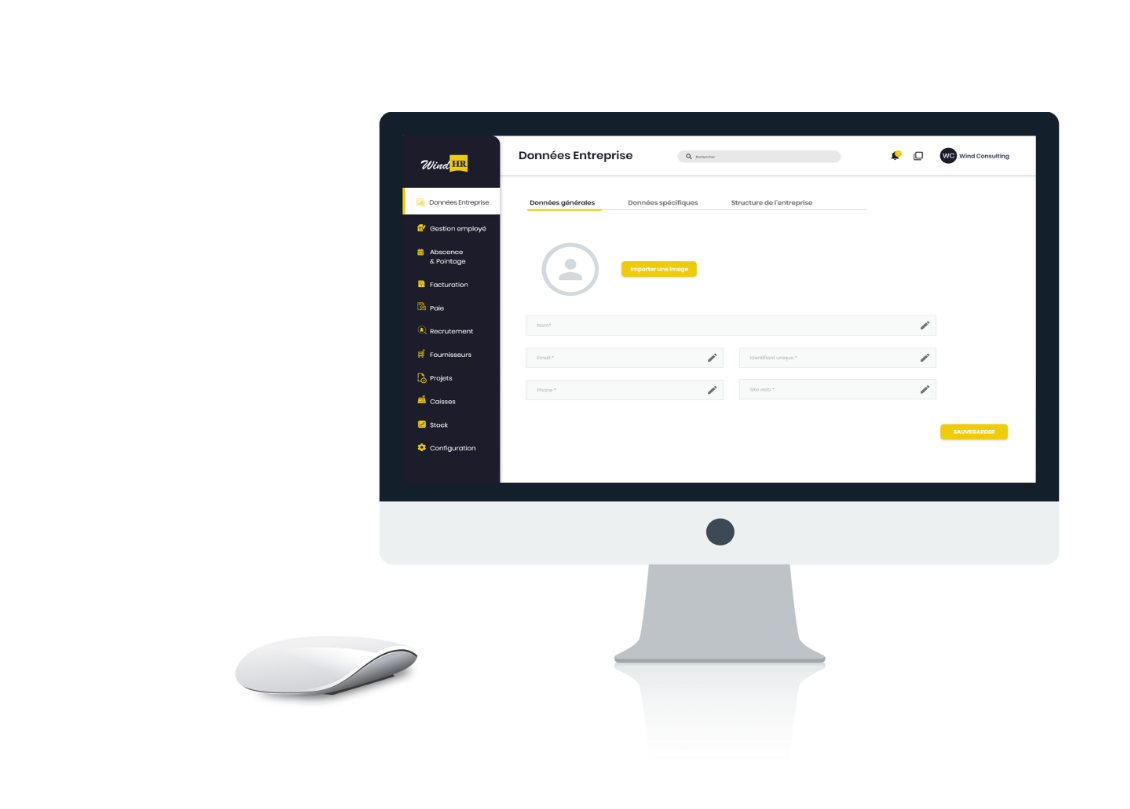 Wind HR
Données Entreprise
Wind Consulting
WC
Données Entreprise
Gestion employé
Abscence
& Pointage
Facturation
Paie
Recrutement
Fournisseurs
Projets
Caisses
Stock
Configuration
Données générales
Données spécifiques
Structure de l'entreprise
Importer une image
Nom*
Email *
Identifiant unique *
Phone *
Site web *
SAUVEGARDER